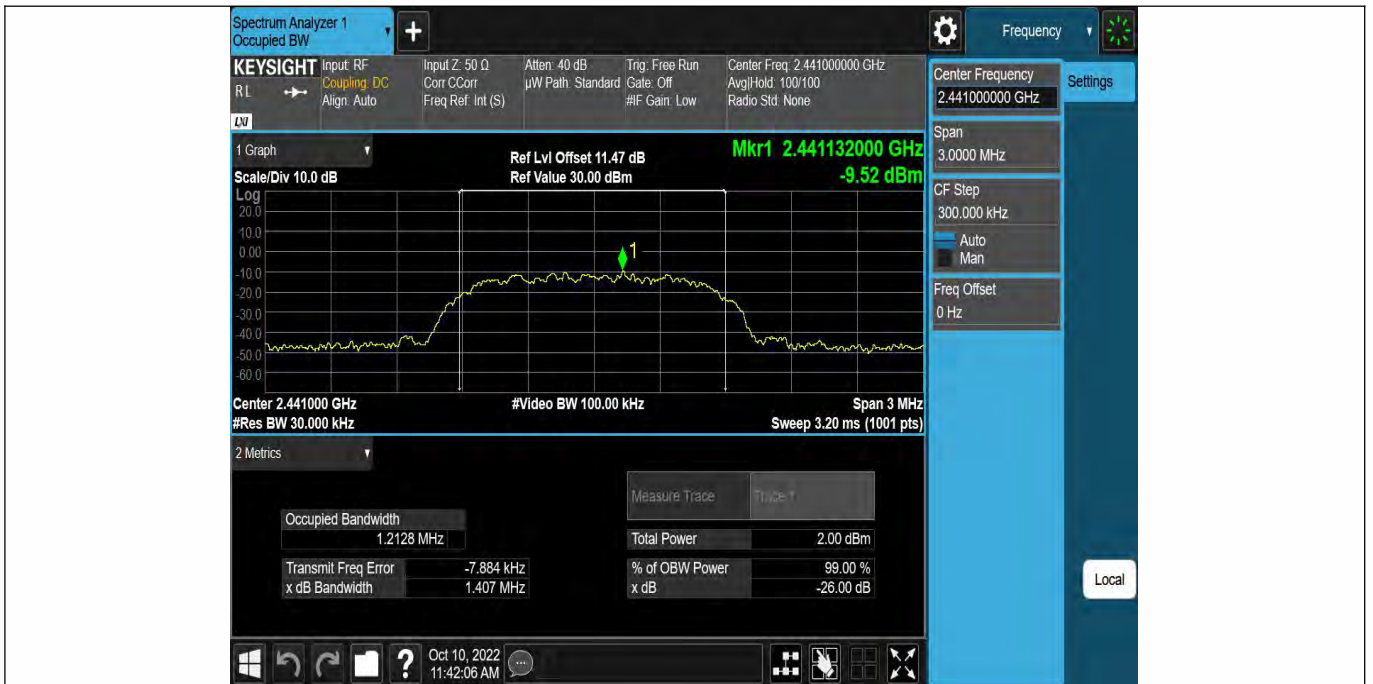 Spectrum Analyzer 1
Occupied BW
+
Frequency
KEYSIGHT
R L
LXI
Input: RF
Coupling: DC
Align: Auto
Input Z: 50 Ω
Corr CCorr
Freq Ref: Int (S)
Atten: 40 dB
µW Path: Standard
Trig: Free Run
Gate: Off
#IF Gain: Low
Center Freq: 2.441000000 GHz
Avg|Hold: 100/100
Radio Std: None
Center Frequency
2.441000000 GHz
Settings
Span
3.0000 MHz
CF Step
300.000 kHz
Auto
Man
Freq Offset
0 Hz
1 Graph
Scale/Div 10.0 dB
Ref Lvl Offset 11.47 dB
Ref Value 30.00 dBm
Mkr1 2.441132000 GHz
-9.52 dBm
Log
20.0
10.0
0.00
-10.0
-20.0
-30.0
-40.0
-50.0
-60.0
1
Center 2.441000 GHz
#Video BW 100.00 kHz
Span 3 MHz
#Res BW 30.000 kHz
Sweep 3.20 ms (1001 pts)
2 Metrics
Measure Trace Trace 1
Occupied Bandwidth
1.2128 MHz
Total Power 2.00 dBm
Transmit Freq Error -7.884 kHz
% of OBW Power 99.00 %
x dB Bandwidth 1.407 MHz
x dB -26.00 dB
Local
?
Oct 10, 2022
11:42:06 AM